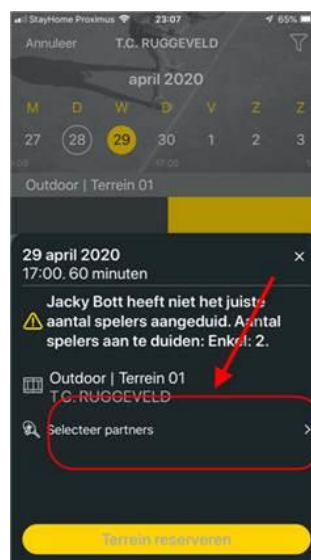 StayHome Proximus 23:07 65%
Annuleer T.C. RUGGEVELD
april 2020
M D W D V Z Z
27 28 29 30 1 2 3
17:00
Outdoor | Terrein 01
29 april 2020 ×
17:00. 60 minuten
Jacky Bott heeft niet het juiste
aantal spelers aangeduid. Aantal
spelers aan te duiden: Enkel: 2.
Outdoor | Terrein 01
T.C. RUGGEVELD
Selecteer partners >
Terrein reserveren